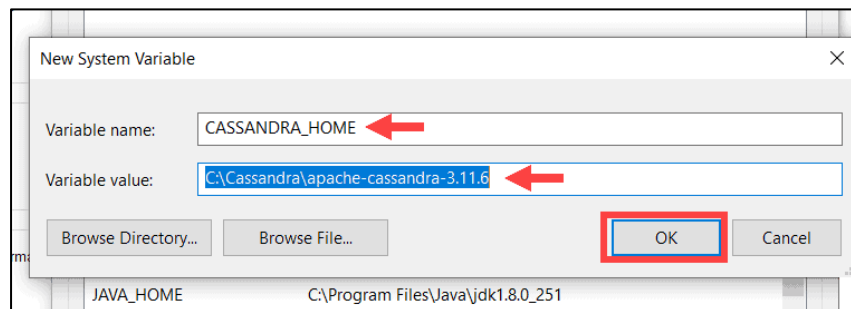 New System Variable
Variable name: CASSANDRA_HOME
Variable value: C:\Cassandra\apache-cassandra-3.11.6
Browse Directory... Browse File... OK Cancel
JAVA_HOME C:\Program Files\Java\jdk1.8.0_251